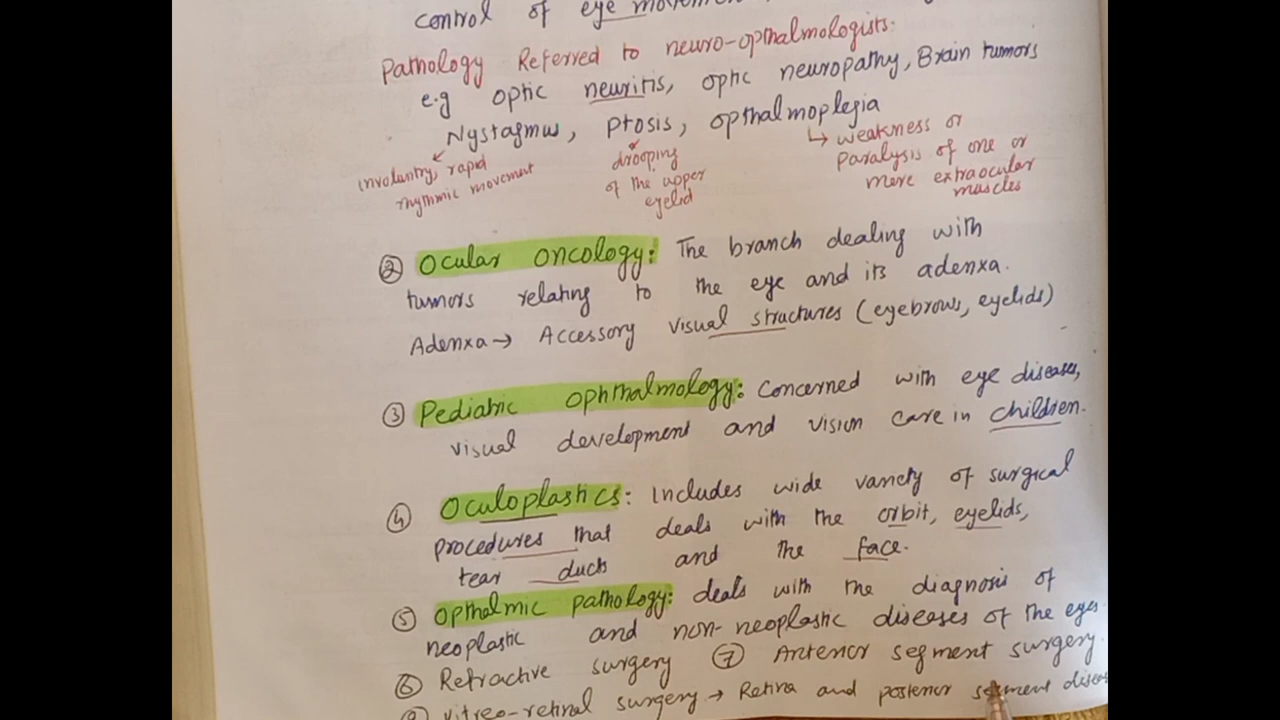 control of eye movement
Pathology Referred to neuro-opthalmologists.
e.g optic neuritis, optic neuropathy, Brain tumors
Nystagmus, Ptosis, opthalmoplegia
involuntry, rapid
rhythmic movement
drooping
of the upper
eyelid
↳ weakness or
Paralysis of one or
more extraocular
muscles
② Ocular oncology: The branch dealing with
tumors relating to the eye and its adenxa.
Adenxa → Accessory visual structures (eyebrows, eyelids)
③ Pediatric ophthalmology: Concerned with eye diseases,
visual development and vision care in children.
④ Oculoplastics: includes wide variety of surgical
procedures that deals with the orbit, eyelids,
tear ducts and the face.
⑤ Opthalmic pathology: deals with the diagnosis of
neoplastic and non-neoplastic diseases of the eyes.
⑥ Refractive surgery ⑦ Anterior segment surgery.
vitreo-retinal surgery → Retina and posterior segment